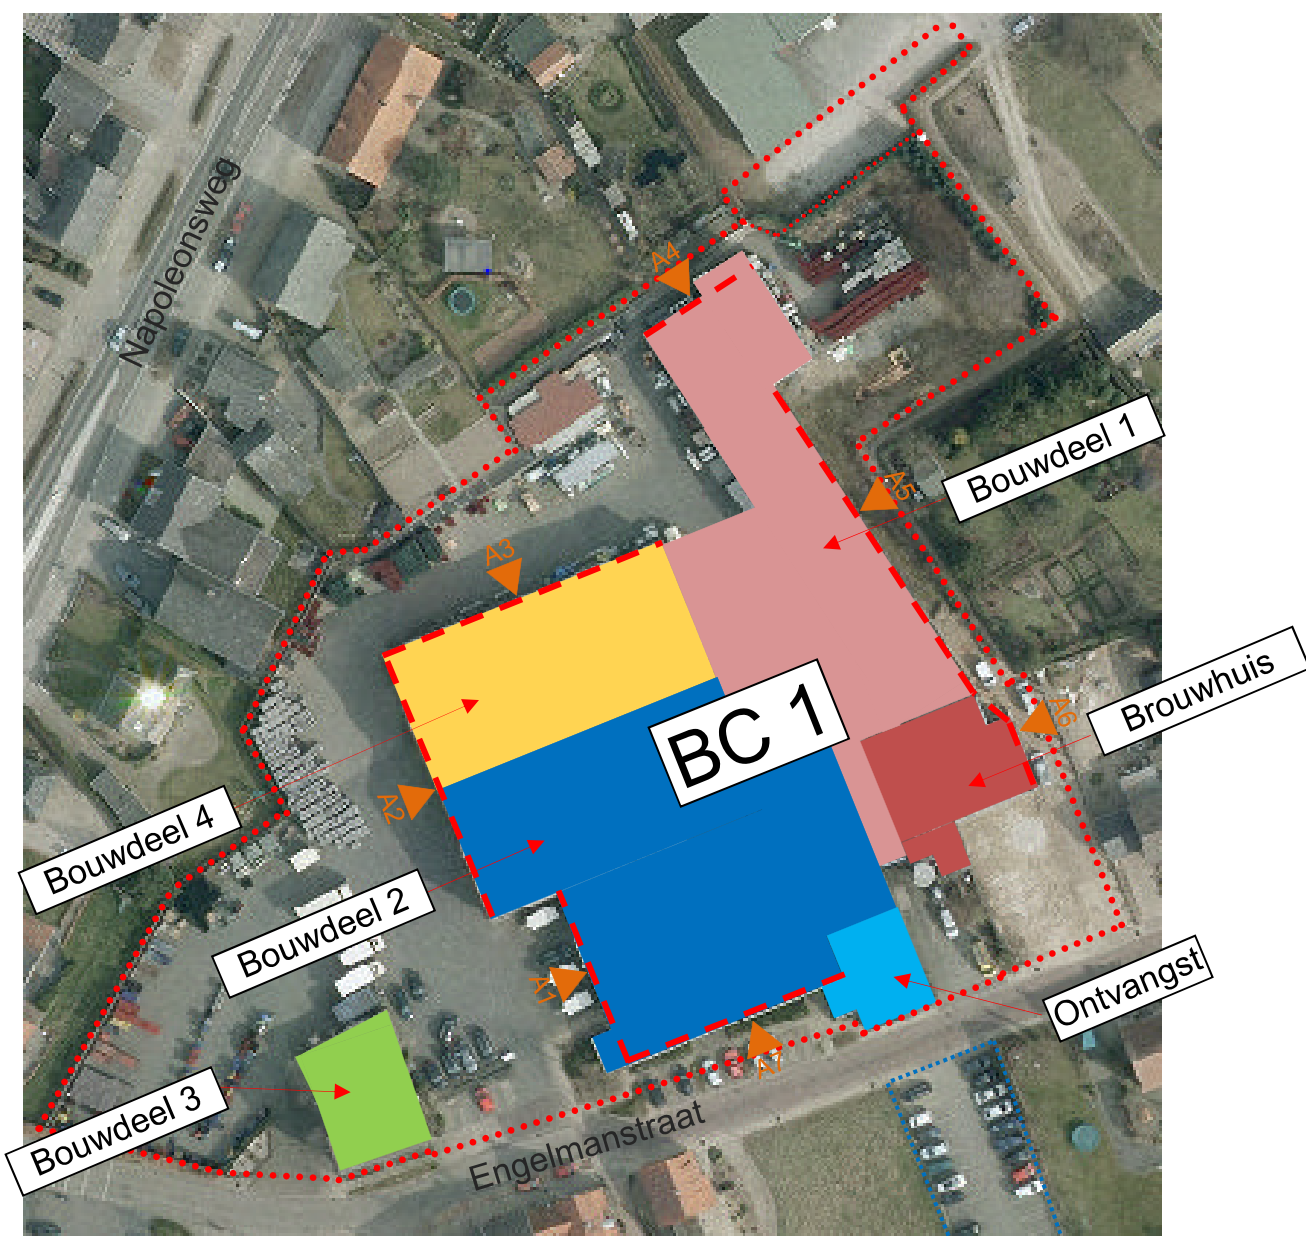 Napoleonsweg
A4
Bouwdeel 1
A5
A3
Brouwhuis
BC 1
A6
A2
Bouwdeel 4
Bouwdeel 2
A1
Ontvangst
A7
Bouwdeel 3
Engelmanstraat